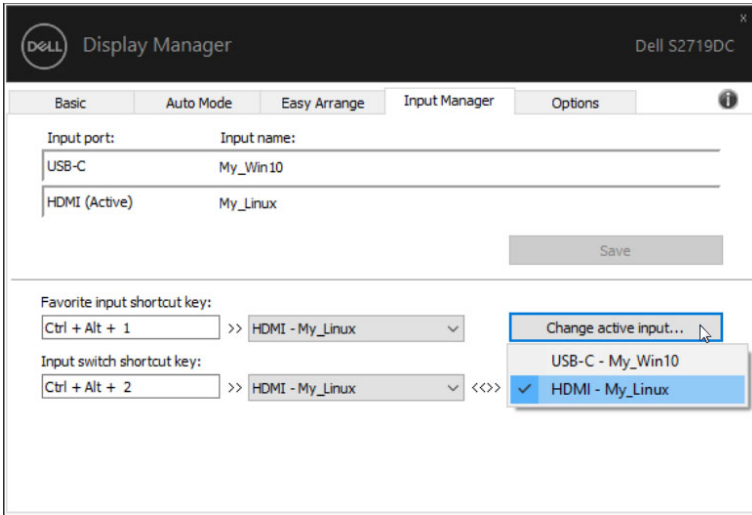 x
DELL Display Manager Dell S2719DC
Basic Auto Mode Easy Arrange Input Manager Options i
Input port: Input name:
USB-C My_Win10
HDMI (Active) My_Linux
Save
Favorite input shortcut key:
Ctrl + Alt + 1 >> HDMI - My_Linux Change active input...
USB-C - My_Win10
Input switch shortcut key:
Ctrl + Alt + 2 >> HDMI - My_Linux <<>> HDMI - My_Linux